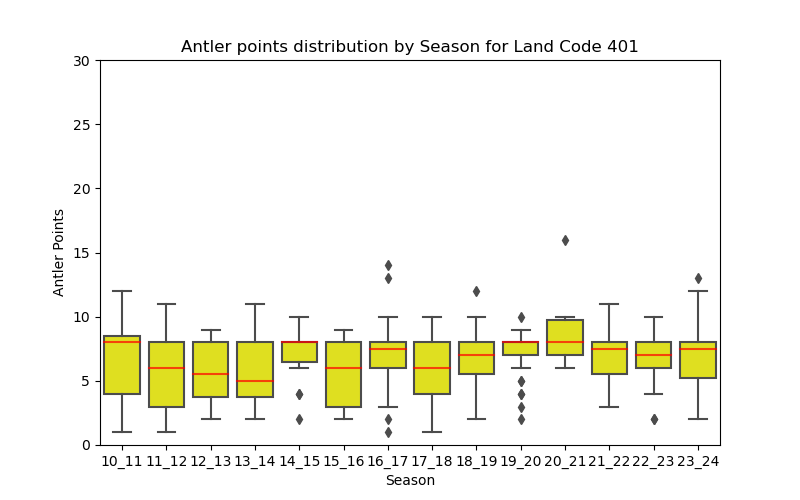 Antler points distribution by Season for Land Code 401
30
25
20
15
10
5
0
Antler Points
10_11 11_12 12_13 13_14 14_15 15_16 16_17 17_18 18_19 19_20 20_21 21_22 22_23 23_24
Season